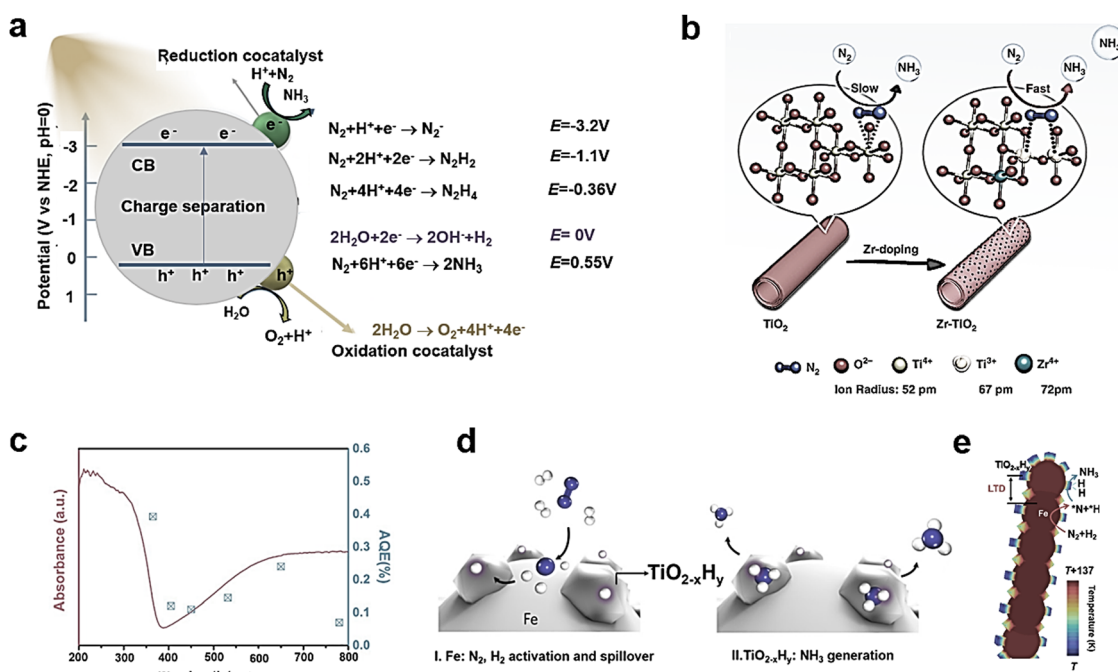 a
Reduction cocatalyst
H⁺+N₂
NH₃
e⁻
e⁻ e⁻
CB
Charge separation
VB
h⁺ h⁺ h⁺
h⁺
H₂O
O₂+H⁺
Potential (V vs NHE, pH=0)
-3
-2
-1
0
1
N₂+H⁺+e⁻ → N₂⁻ E=-3.2V
N₂+2H⁺+2e⁻ → N₂H₂ E=-1.1V
N₂+4H⁺+4e⁻ → N₂H₄ E=-0.36V
2H₂O+2e⁻ → 2OH⁻+H₂ E= 0V
N₂+6H⁺+6e⁻ → 2NH₃ E=0.55V
2H₂O → O₂+4H⁺+4e⁻
Oxidation cocatalyst
b
N₂ NH₃
Slow
N₂ NH₃
Fast
NH₃
Zr-doping
TiO₂
Zr-TiO₂
N₂ O²⁻ Ti⁴⁺ Ti³⁺ Zr⁴⁺
Ion Radius: 52 pm 67 pm 72pm
c
Absorbance (a.u.)
AQE(%)
0.6
0.5
0.4
0.3
0.2
0.1
0.0
200 300 400 500 600 700 800
d
TiO₂₋ₓHᵧ
Fe
I. Fe: N₂, H₂ activation and spillover
II.TiO₂₋ₓHᵧ: NH₃ generation
e
TiO₂₋ₓHᵧ
LTD
NH₃
H
H
Fe
*N+*H
N₂+H₂
T+137
Temperature (K)
T